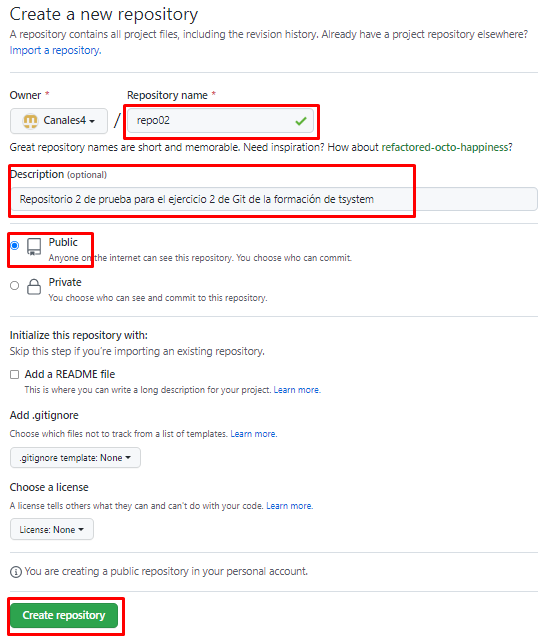 Create a new repository
A repository contains all project files, including the revision history. Already have a project repository elsewhere?
Import a repository.
Owner * Repository name *
Canales4 / repo02
Great repository names are short and memorable. Need inspiration? How about refactored-octo-happiness?
Description (optional)
Repositorio 2 de prueba para el ejercicio 2 de Git de la formación de tsystem
Public
Anyone on the internet can see this repository. You choose who can commit.
Private
You choose who can see and commit to this repository.
Initialize this repository with:
Skip this step if you're importing an existing repository.
Add a README file
This is where you can write a long description for your project. Learn more.
Add .gitignore
Choose which files not to track from a list of templates. Learn more.
.gitignore template: None
Choose a license
A license tells others what they can and can't do with your code. Learn more.
License: None
You are creating a public repository in your personal account.
Create repository